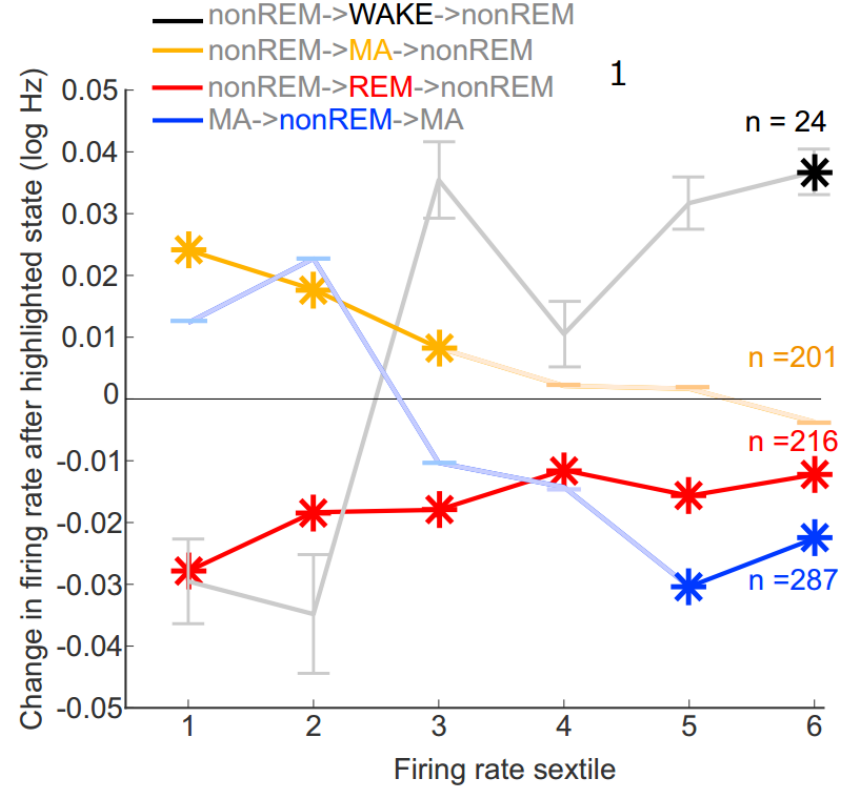 nonREM->WAKE->nonREM
nonREM->MA->nonREM
nonREM->REM->nonREM
MA->nonREM->MA
1
Change in firing rate after highlighted state (log Hz)
0.05
0.04
0.03
0.02
0.01
0
-0.01
-0.02
-0.03
-0.04
-0.05
n = 24
n =201
n =216
n =287
1 2 3 4 5 6
Firing rate sextile